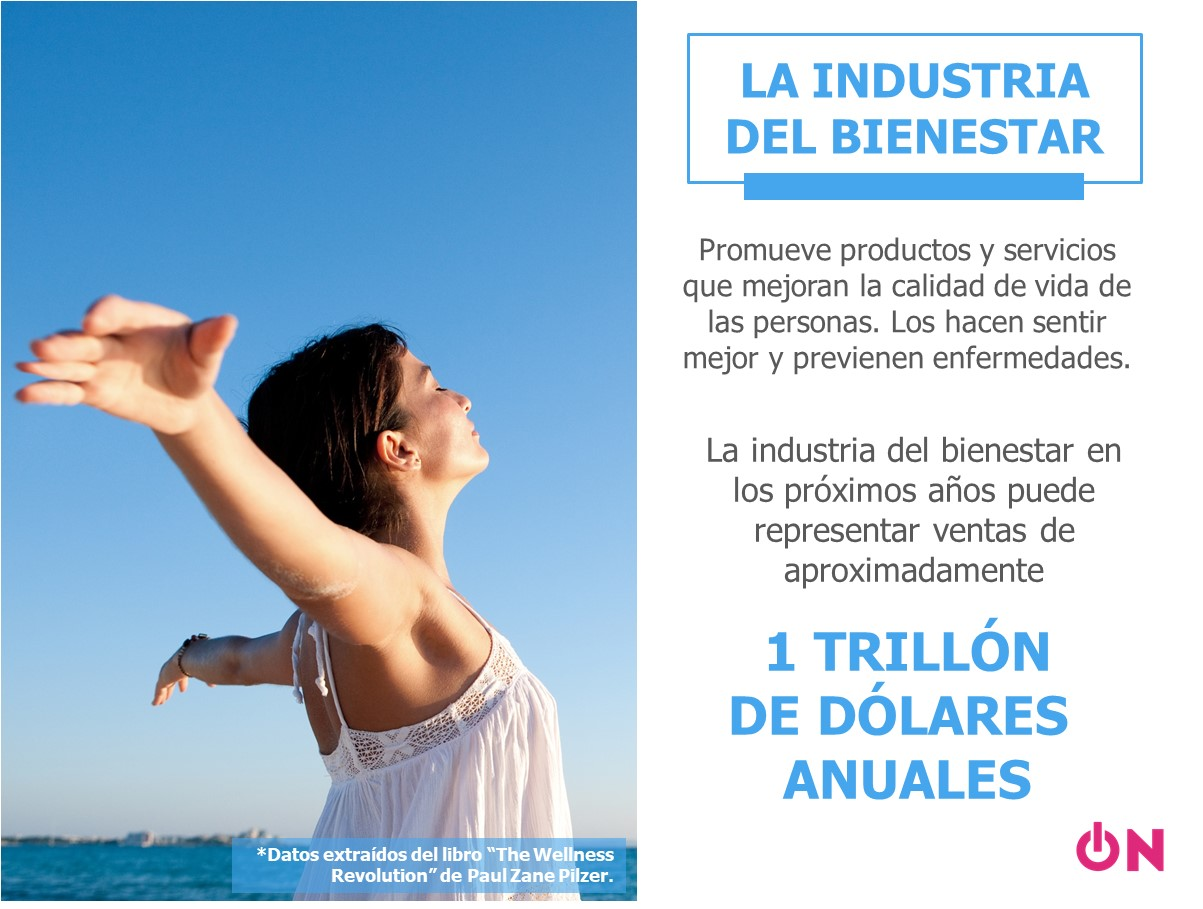 LA INDUSTRIA
DEL BIENESTAR
Promueve productos y servicios
que mejoran la calidad de vida de
las personas. Los hacen sentir
mejor y previenen enfermedades.
La industria del bienestar en
los próximos años puede
representar ventas de
aproximadamente
1 TRILLÓN
DE DÓLARES
ANUALES
*Datos extraídos del libro “The Wellness
Revolution” de Paul Zane Pilzer.
ON